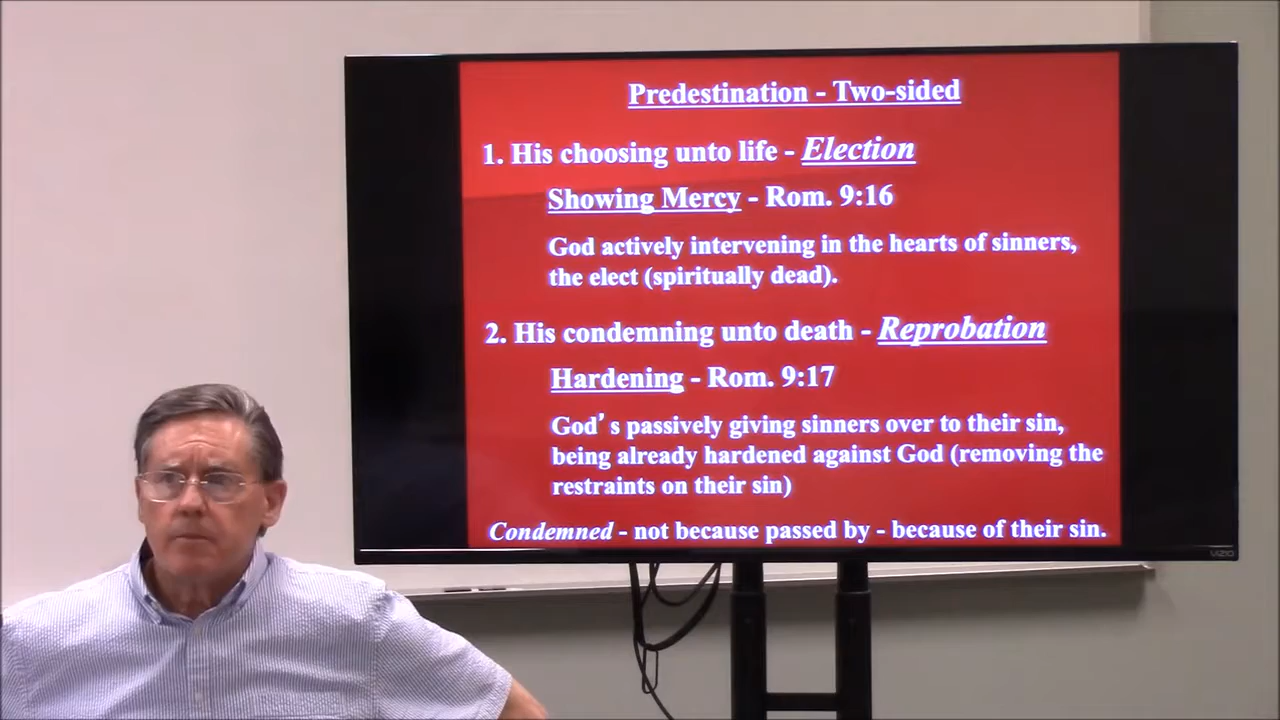 Predestination - Two-sided
1. His choosing unto life - Election
Showing Mercy - Rom. 9:16
God actively intervening in the hearts of sinners,
the elect (spiritually dead).
2. His condemning unto death - Reprobation
Hardening - Rom. 9:17
God's passively giving sinners over to their sin,
being already hardened against God (removing the
restraints on their sin)
Condemned - not because passed by - because of their sin.
VIZIO